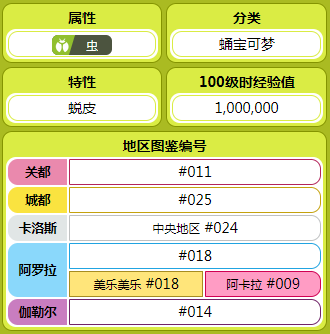 属性
分类
虫
蛹宝可梦
特性
100级时经验值
蜕皮
1,000,000
地区图鉴编号
关都
#011
城都
#025
卡洛斯
中央地区 #024
阿罗拉
#018
美乐美乐 #018
阿卡拉 #009
伽勒尔
#014